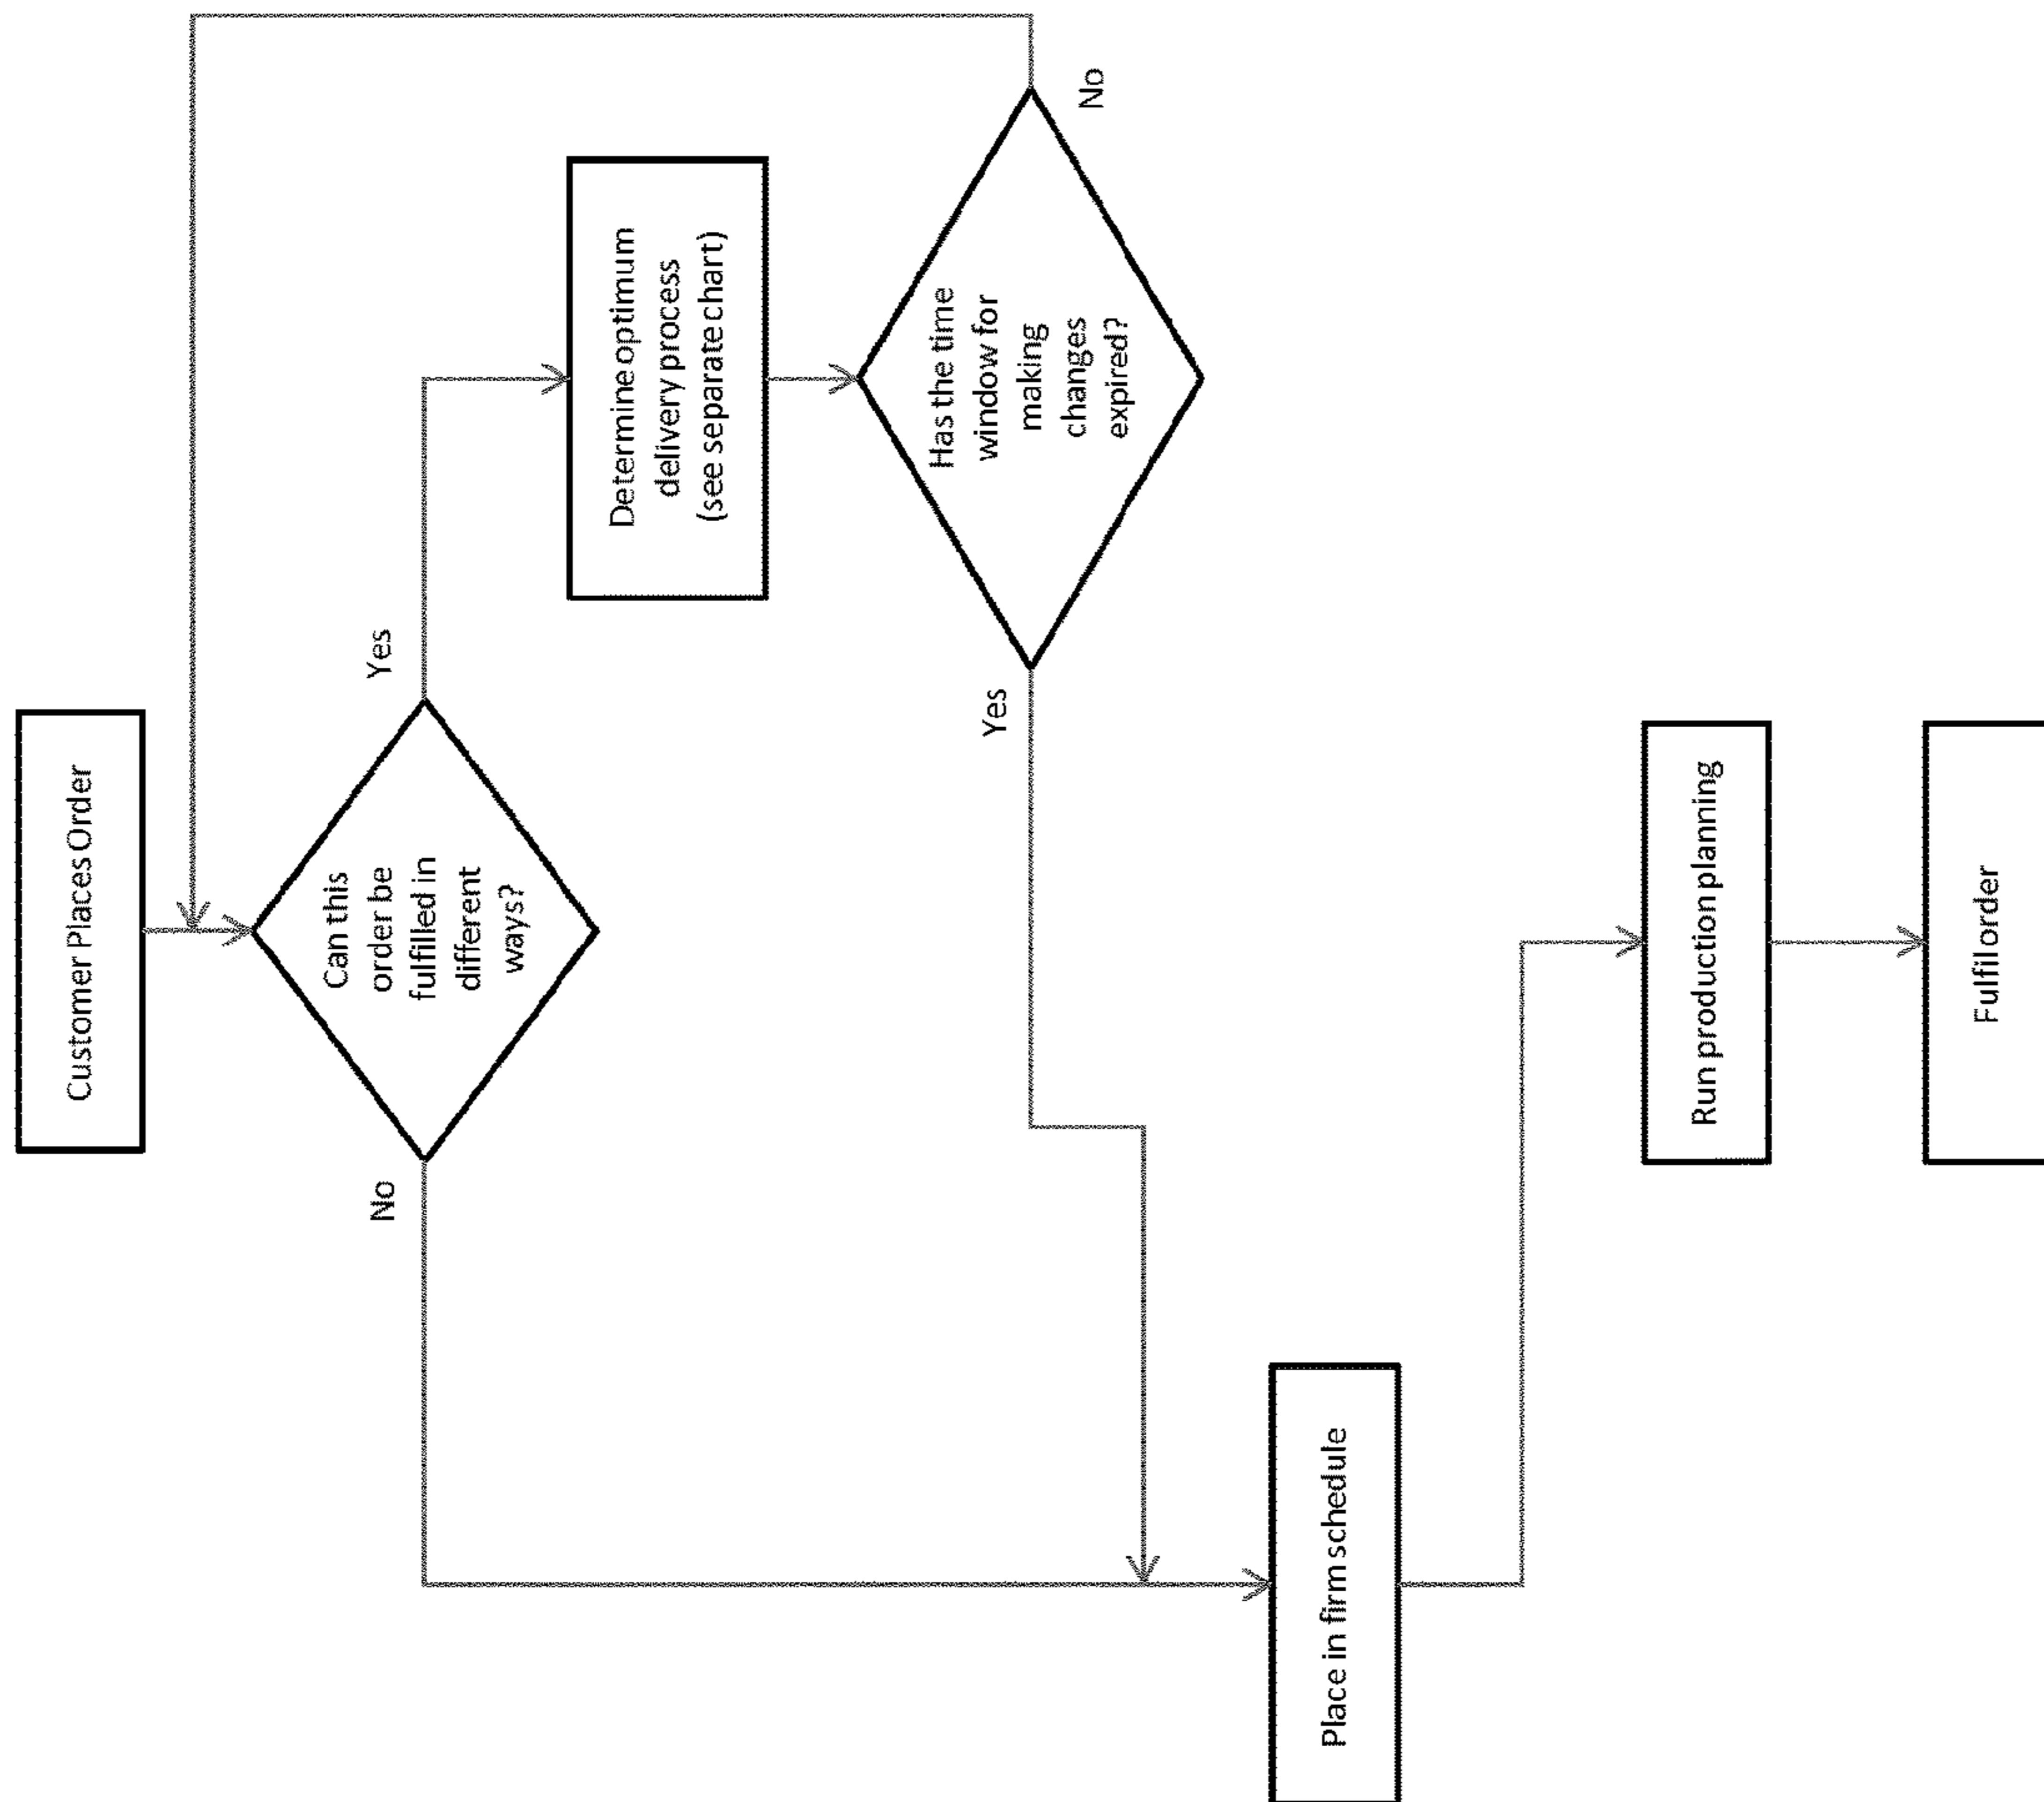 Customer Places Order
Can this
order be
fulfilled in
different
ways?
Yes
No
Determine optimum
delivery process
(see separate chart)
Has the time
window for
making
changes
expired?
No
Yes
Place in firm schedule
Run production planning
Fulfil order